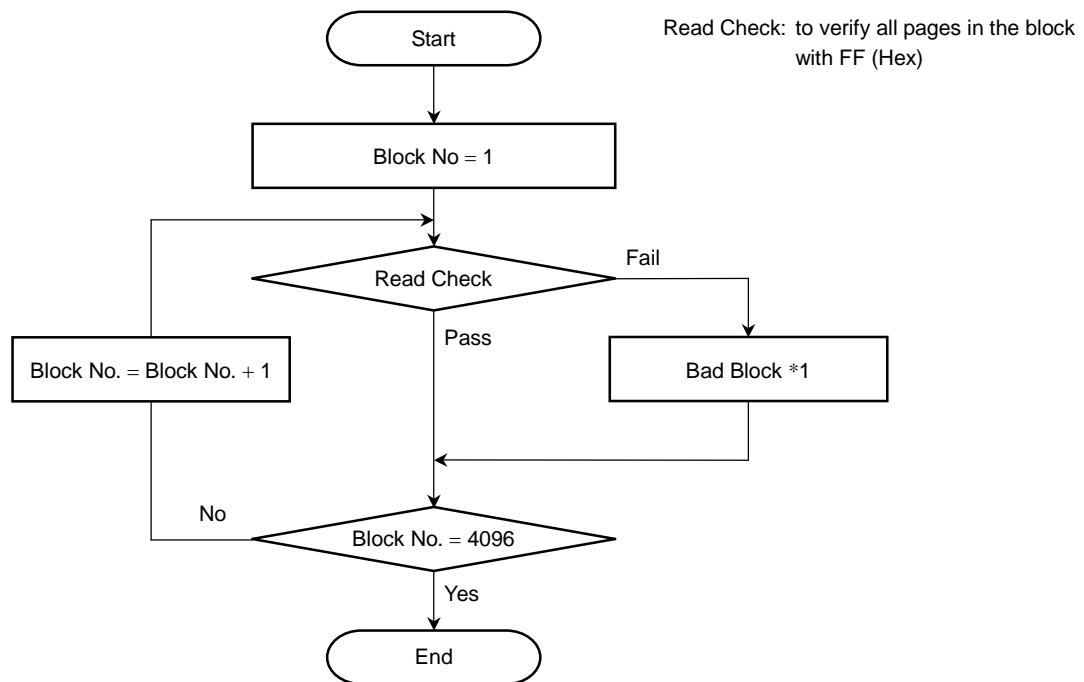 Start
Read Check: to verify all pages in the block
with FF (Hex)
Block No = 1
Read Check
Fail
Pass
Block No. = Block No. + 1
Bad Block *1
No
Block No. = 4096
Yes
End